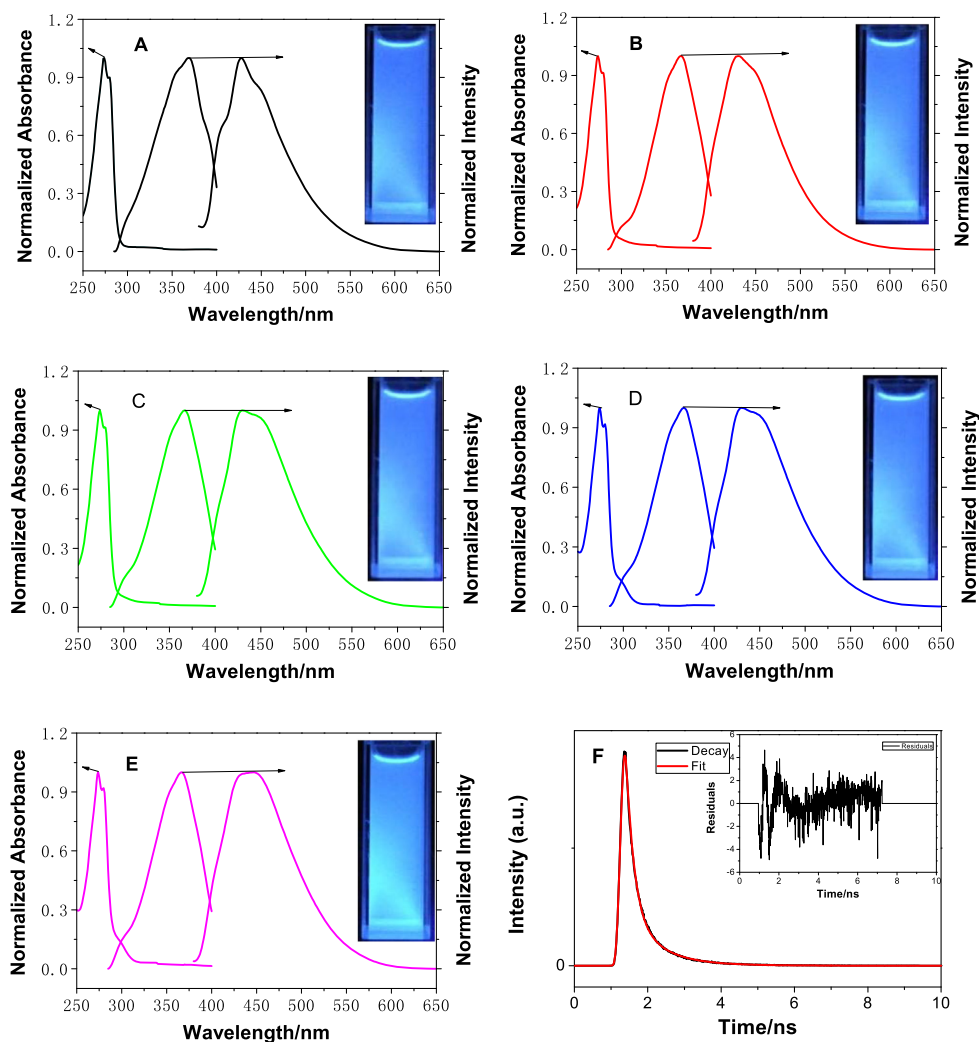 A
Normaalized Absorbance
1.2
0.9
0.6
0.3
0.0
250 300 350 400 450 500 550 600 650
Wavelength/nm
Normalized Intensity
B
Normalized Absorbance
1.2
0.9
0.6
0.3
0.0
250 300 350 400 450 500 550 600 650
Wavelength/nm
Normalized Intensity
C
Normalized Absorbance
1.2
0.9
0.6
0.3
0.0
250 300 350 400 450 500 550 600 650
Wavelength/nm
Normalized Intensity
D
Normalized Absorbance
1.2
0.9
0.6
0.3
0.0
250 300 350 400 450 500 550 600 650
Wavelength/nm
Normalized Intensity
E
Normalized Absorbance
1.2
0.9
0.6
0.3
0.0
250 300 350 400 450 500 550 600 650
Wavelength/nm
Normalized Intensity
F
Decay
Fit
Intensity (a.u.)
0
0 2 4 6 8 10
Time/ns
Residuals
Residuals
6
4
2
0
-2
-4
-6
0 2 4 6 8 10
Time/ns